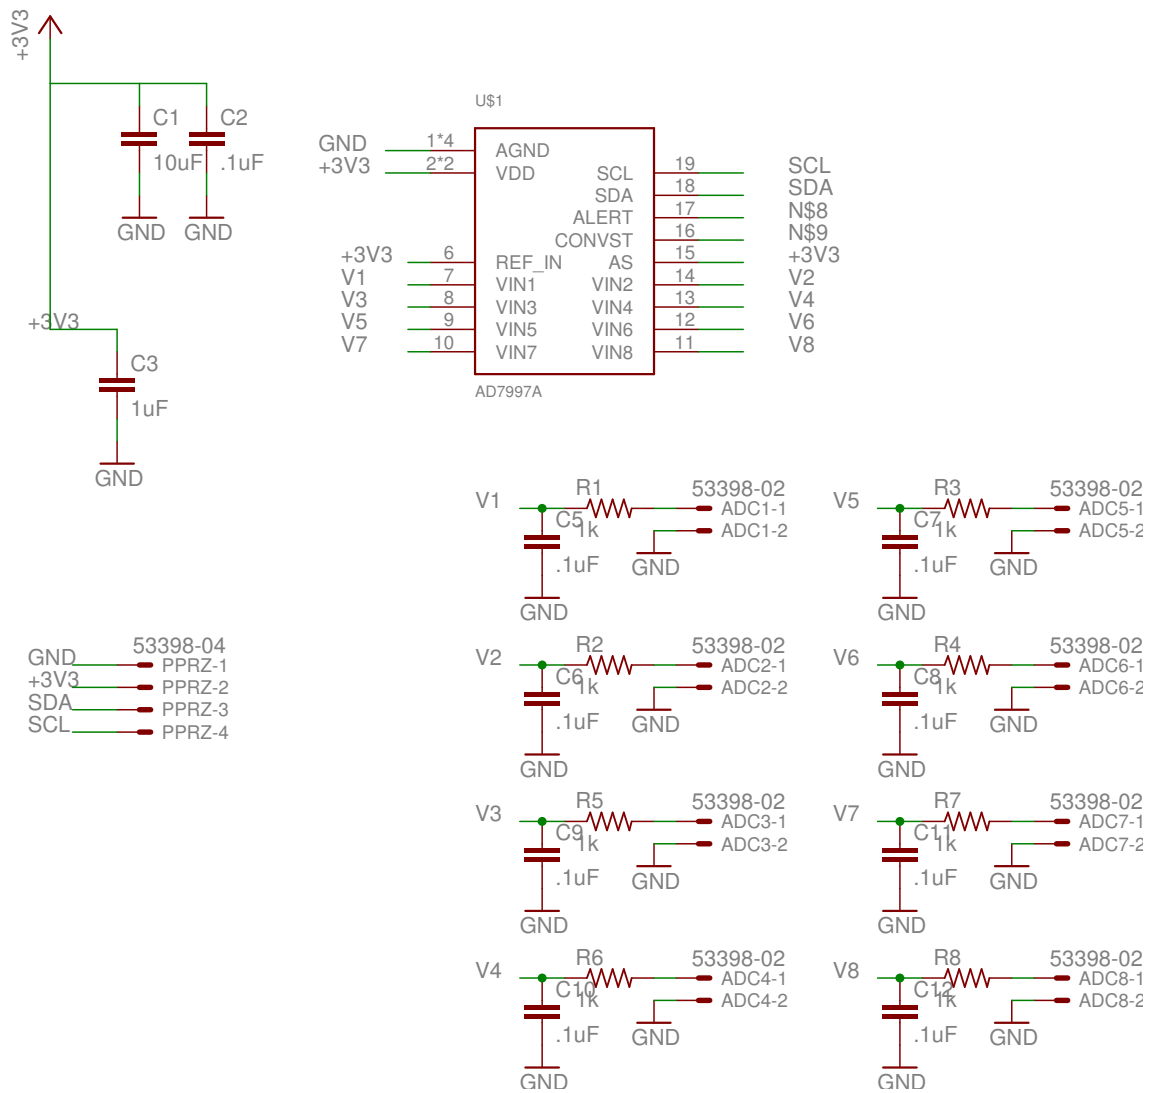 +3V3
C1
C2
10uF
.1uF
GND
GND
+3V3
C3
1uF
GND
U$1
GND
1*4
AGND
+3V3
2*2
VDD
SCL
19
SCL
SDA
18
SDA
ALERT
17
N$8
CONVST
16
N$9
+3V3
6
REF_IN
AS
15
+3V3
V1
7
VIN1
VIN2
14
V2
V3
8
VIN3
VIN4
13
V4
V5
9
VIN5
VIN6
12
V6
V7
10
VIN7
VIN8
11
V8
AD7997A
V1
R1
53398-02
C5
1k
ADC1-1
ADC1-2
.1uF
GND
GND
V5
R3
53398-02
C7
1k
ADC5-1
ADC5-2
.1uF
GND
GND
53398-04
GND
PPRZ-1
+3V3
PPRZ-2
SDA
PPRZ-3
SCL
PPRZ-4
V2
R2
53398-02
C6
1k
ADC2-1
ADC2-2
.1uF
GND
GND
V6
R4
53398-02
C8
1k
ADC6-1
ADC6-2
.1uF
GND
GND
V3
R5
53398-02
C9
1k
ADC3-1
ADC3-2
.1uF
GND
GND
V7
R7
53398-02
C11
1k
ADC7-1
ADC7-2
.1uF
GND
GND
V4
R6
53398-02
C10
1k
ADC4-1
ADC4-2
.1uF
GND
GND
V8
R8
53398-02
C12
1k
ADC8-1
ADC8-2
.1uF
GND
GND